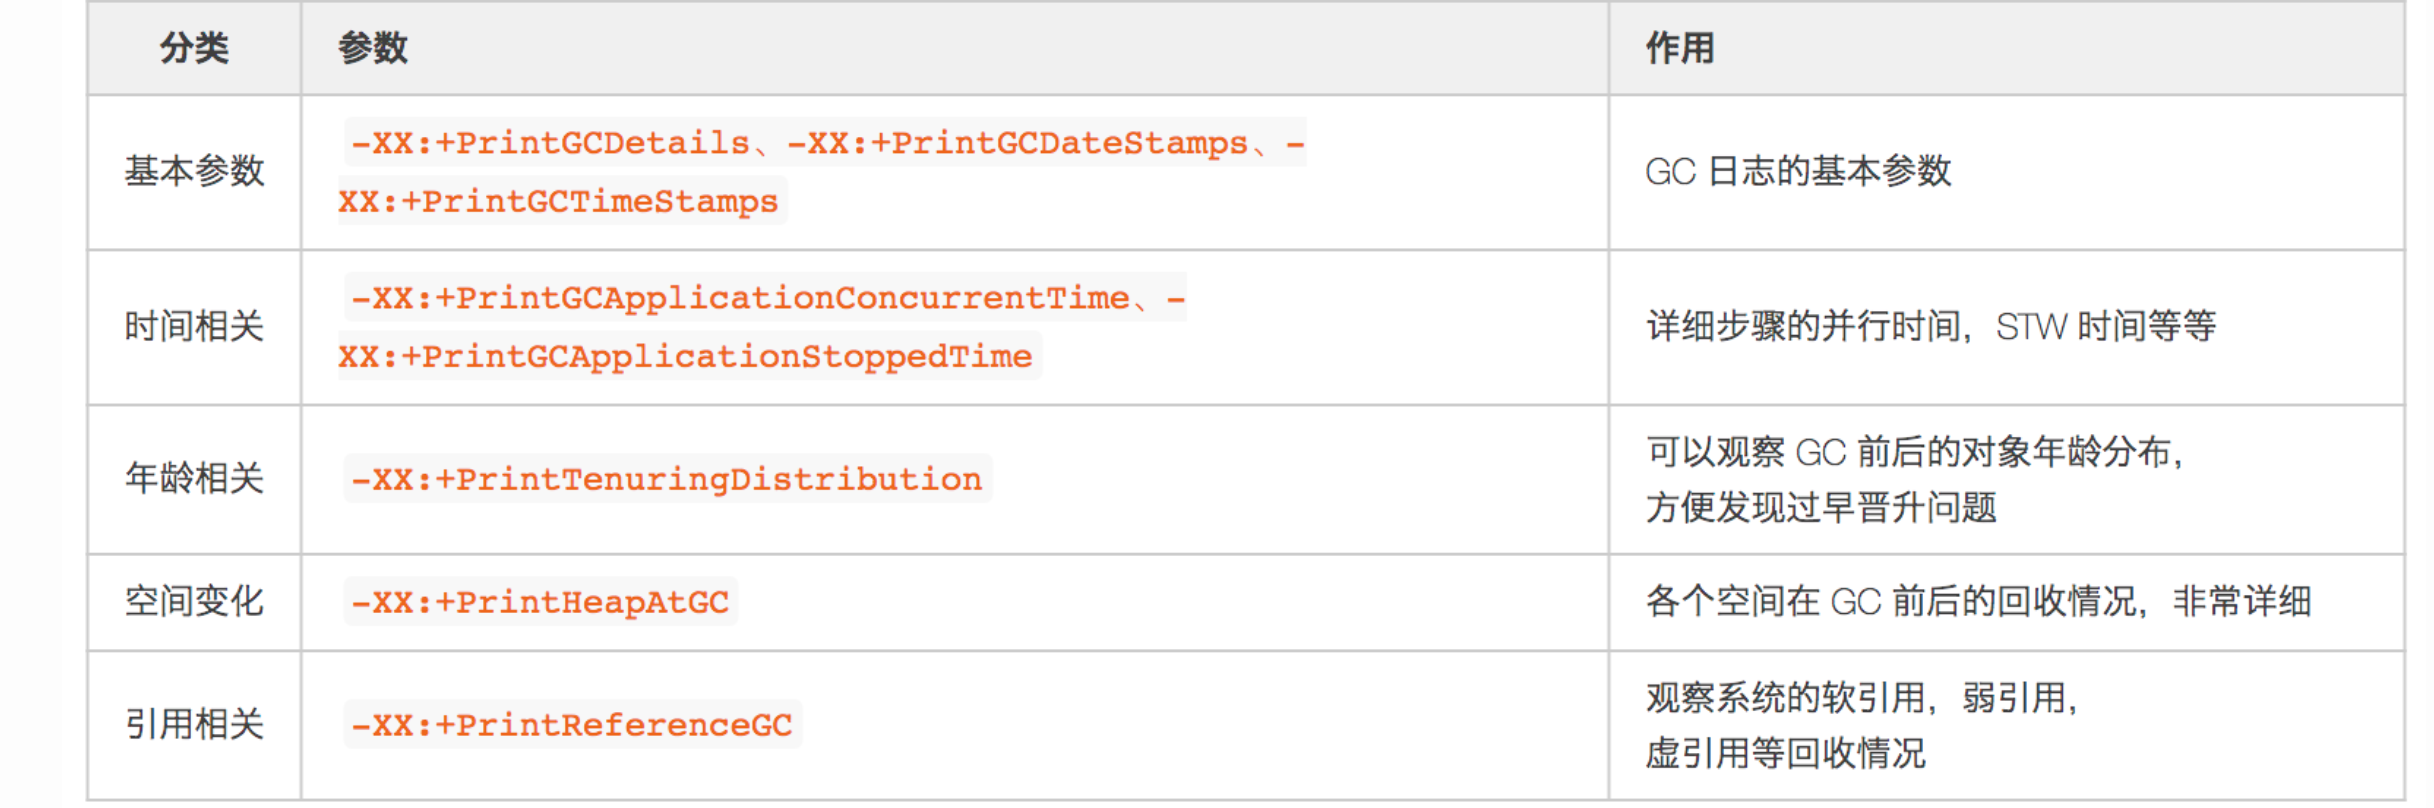 分类 参数 作用
基本参数 -XX:+PrintGCDetails、-XX:+PrintGCDateStamps、-
XX:+PrintGCTimeStamps
GC 日志的基本参数
时间相关 -XX:+PrintGCApplicationConcurrentTime、-
XX:+PrintGCApplicationStoppedTime
详细步骤的并行时间，STW 时间等等
年龄相关 -XX:+PrintTenuringDistribution
可以观察 GC 前后的对象年龄分布，
方便发现过早晋升问题
空间变化 -XX:+PrintHeapAtGC 各个空间在 GC 前后的回收情况，非常详细
引用相关 -XX:+PrintReferenceGC
观察系统的软引用，弱引用，
虚引用等回收情况